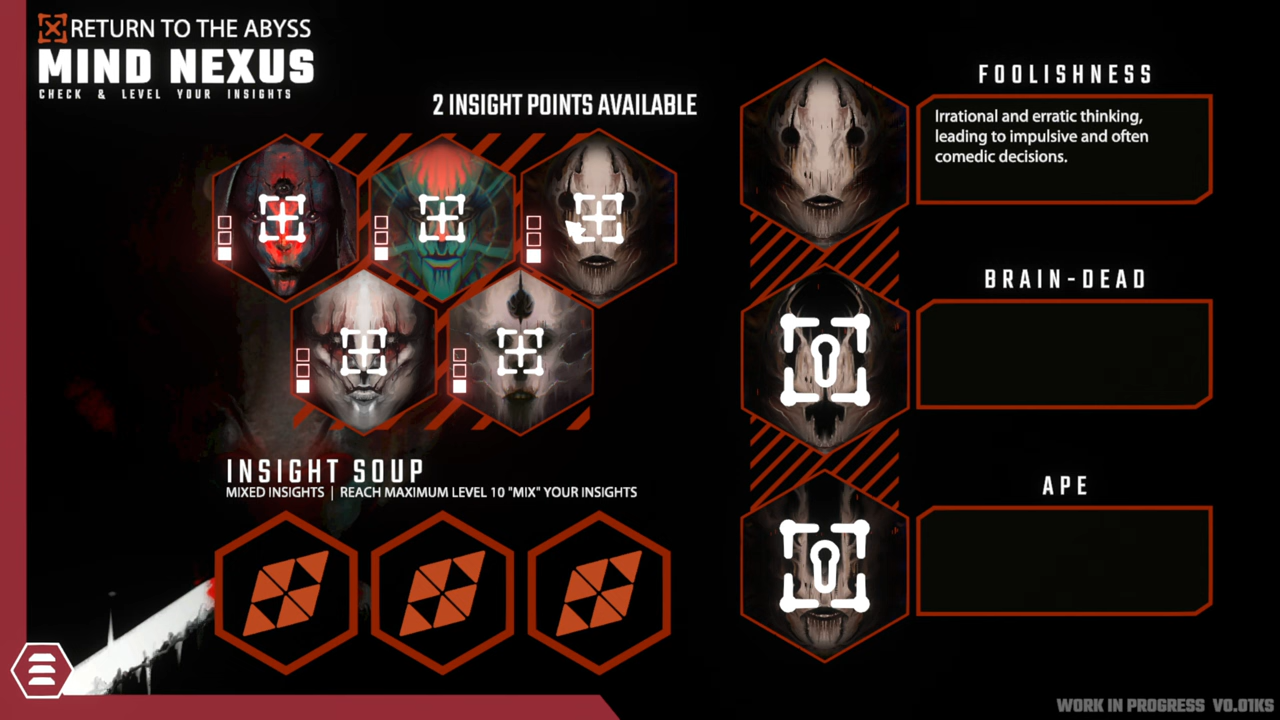 RETURN TO THE ABYSS
MIND NEXUS
CHECK & LEVEL YOUR INSIGHTS
2 INSIGHT POINTS AVAILABLE
INSIGHT SOUP
MIXED INSIGHTS | REACH MAXIMUM LEVEL 10 "MIX" YOUR INSIGHTS
FOOLISHNESS
Irrational and erratic thinking,
leading to impulsive and often
comedic decisions.
BRAIN-DEAD
APE
WORK IN PROGRESS V0.01KS